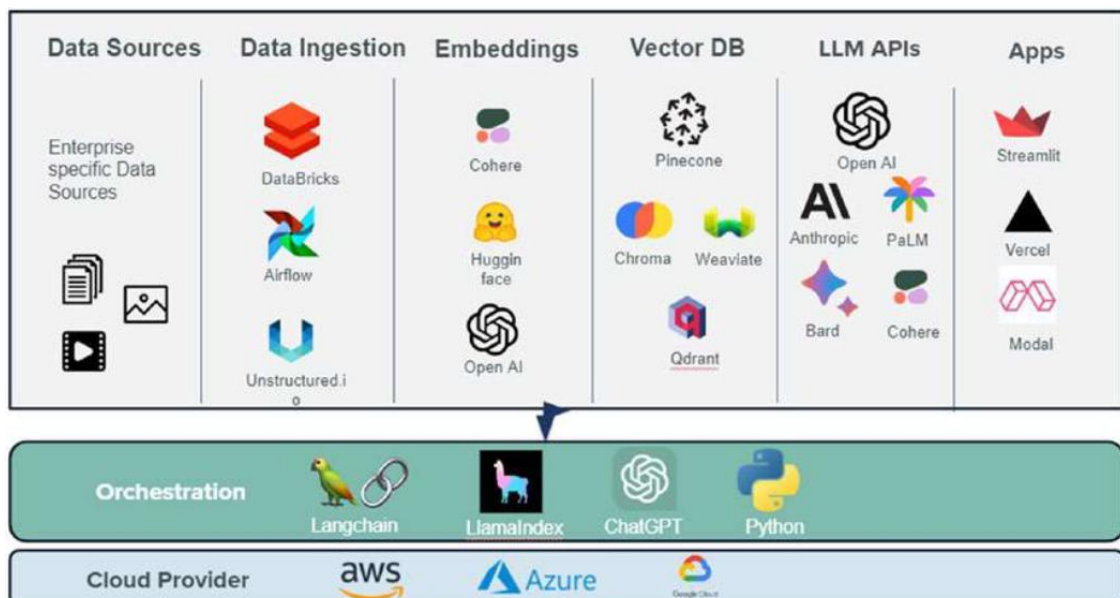 Data Sources
Data Ingestion
Embeddings
Vector DB
LLM APIs
Apps
Enterprise
specific Data
Sources
DataBricks
Airflow
Unstructured.i
o
Cohere
Huggin
face
Open AI
Pinecone
Chroma
Weaviate
Qdrant
Open AI
Anthropic
PaLM
Bard
Cohere
Streamlit
Vercel
Modal
Orchestration
Langchain
LlamaIndex
ChatGPT
Python
Cloud Provider
aws
Azure
Google Cloud